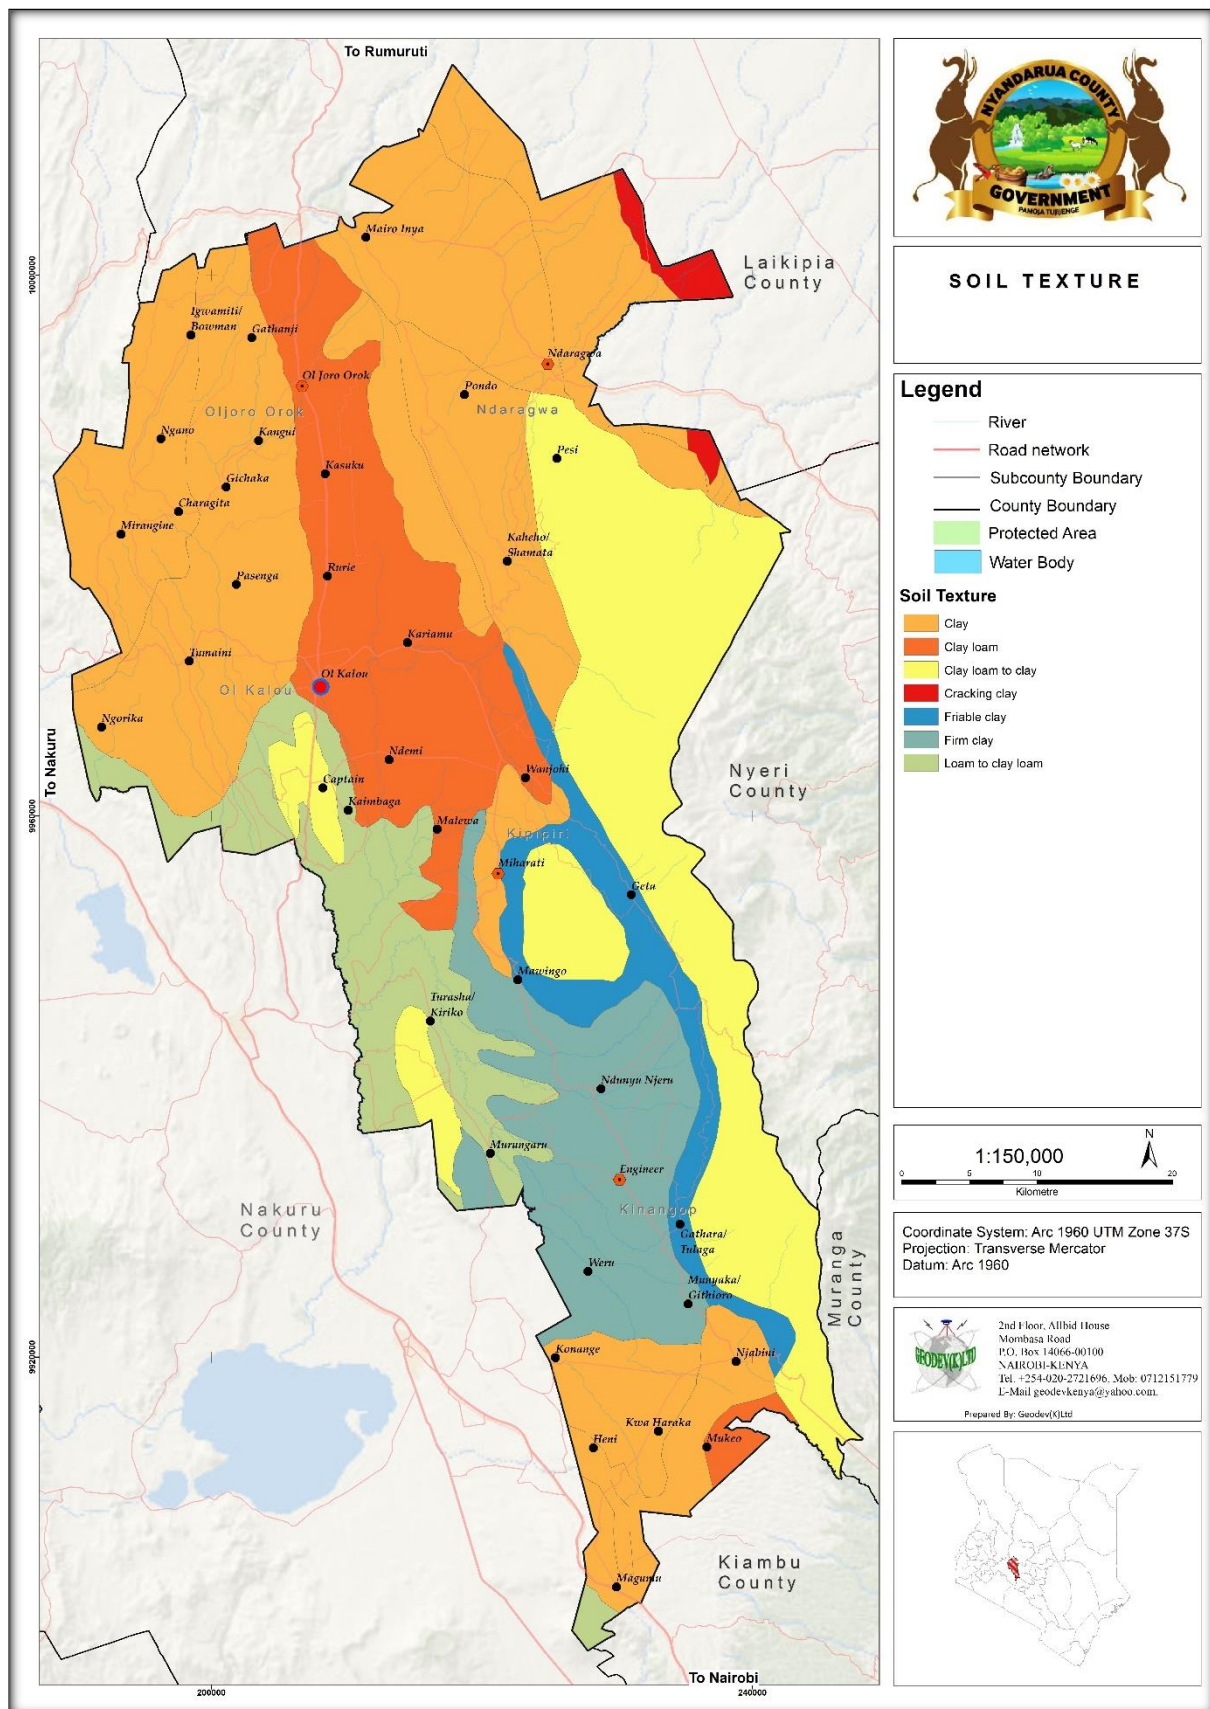 To Rumuruti
Mairo Inya
Laikipia
County
Igwamiti/
Bowman
Gathanji
Ndaragwa
Ol Joro Orok
Pondo
Oljoro Orok
Ndaragwa
Ngano
Kangui
Pesi
Kasuku
Gichaka
Charagita
Mirangine
Kaheho/
Shamata
Pasenga
Rurie
Kariamu
Tumaini
Ol Kalou
Ol Kalou
Ngorika
To Nakuru
Ndemi
Wanjohi
Nyeri
County
Captain
Kaimbaga
Malewa
Kipipiri
Miharati
Geta
Mawingo
Turasha/
Kiriko
Ndunyu Njeru
Murungaru
Engineer
Nakuru
County
Kinangop
Gathara/
Tulaga
Muranga
County
Weru
Munyaka/
Githioro
Konange
Njabini
Kwa Haraka
Heni
Mukeo
Kiambu
County
Magumu
To Nairobi
10000000
9960000
9920000
200000
240000
NYANDARUA COUNTY
GOVERNMENT
PAMOJA TUJENGE
SOIL TEXTURE
Legend
River
Road network
Subcounty Boundary
County Boundary
Protected Area
Water Body
Soil Texture
Clay
Clay loam
Clay loam to clay
Cracking clay
Friable clay
Firm clay
Loam to clay loam
N
1:150,000
0 5 10 20
Kilometre
Coordinate System: Arc 1960 UTM Zone 37S
Projection: Transverse Mercator
Datum: Arc 1960
GEODEV(K)LTD
2nd Floor, Allbid House
Mombasa Road
P.O. Box 14066-00100
NAIROBI-KENYA
Tel. +254-020-2721696, Mob: 0712151779
E-Mail geodevkenya@yahoo.com.
Prepared By: Geodev(K)Ltd